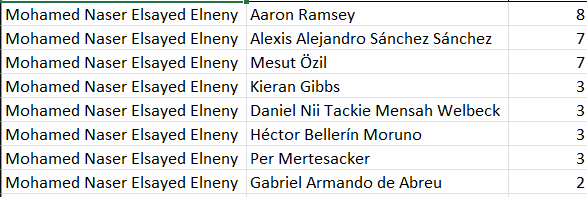 Mohamed Naser Elsayed Elneny Aaron Ramsey 8
Mohamed Naser Elsayed Elneny Alexis Alejandro Sánchez Sánchez 7
Mohamed Naser Elsayed Elneny Mesut Özil 7
Mohamed Naser Elsayed Elneny Kieran Gibbs 3
Mohamed Naser Elsayed Elneny Daniel Nii Tackie Mensah Welbeck 3
Mohamed Naser Elsayed Elneny Héctor Bellerín Moruno 3
Mohamed Naser Elsayed Elneny Per Mertesacker 3
Mohamed Naser Elsayed Elneny Gabriel Armando de Abreu 2